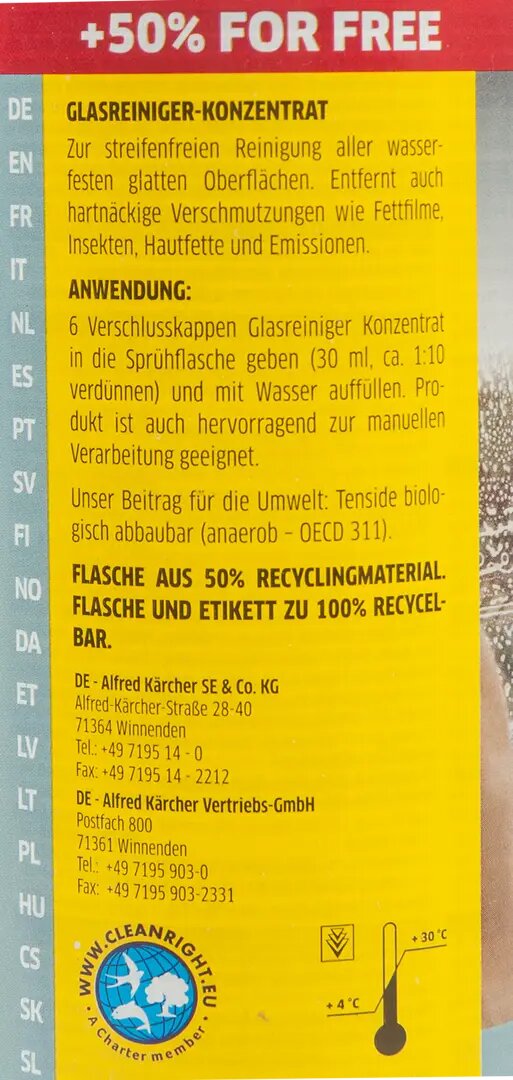 +50% FOR FREE
DE
EN
FR
IT
NL
ES
PT
SV
FI
NO
DA
ET
LV
LT
PL
HU
CS
SK
SL
GLASREINIGER-KONZENTRAT
Zur streifenfreien Reinigung aller wasser-
festen glatten Oberflächen. Entfernt auch
hartnäckige Verschmutzungen wie Fettfilme,
Insekten, Hautfette und Emissionen.
ANWENDUNG:
6 Verschlusskappen Glasreiniger Konzentrat
in die Sprühflasche geben (30 ml, ca. 1:10
verdünnen) und mit Wasser auffüllen. Pro-
dukt ist auch hervorragend zur manuellen
Verarbeitung geeignet.
Unser Beitrag für die Umwelt: Tenside biolo-
gisch abbaubar (anaerob – OECD 311).
FLASCHE AUS 50% RECYCLINGMATERIAL.
FLASCHE UND ETIKETT ZU 100% RECYCEL-
BAR.
DE - Alfred Kärcher SE & Co. KG
Alfred-Kärcher-Straße 28-40
71364 Winnenden
Tel.: +49 7195 14 - 0
Fax: +49 7195 14 - 2212
DE - Alfred Kärcher Vertriebs-GmbH
Postfach 800
71361 Winnenden
Tel.: +49 7195 903-0
Fax: +49 7195 903-2331
WWW.CLEANRIGHT.EU
• A Charter member •
+30 °C
+4 °C